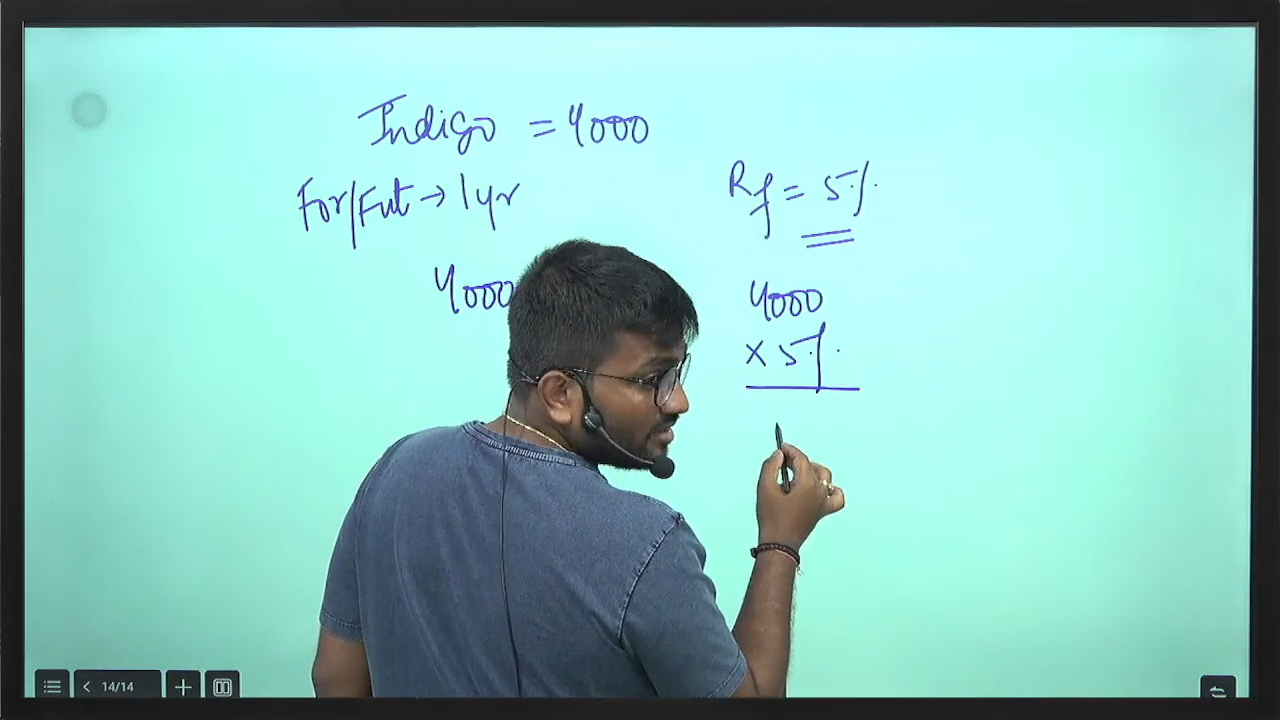 Indigo = 4000
For/Fut → 1yr
Rf = 5%
4000
4000
× 5%
14/14